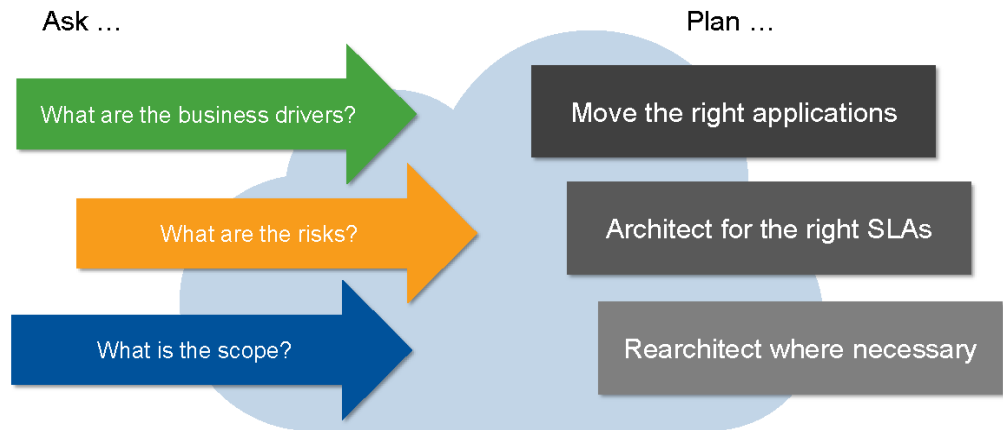 Ask …
Plan …
What are the business drivers?
Move the right applications
What are the risks?
Architect for the right SLAs
What is the scope?
Rearchitect where necessary